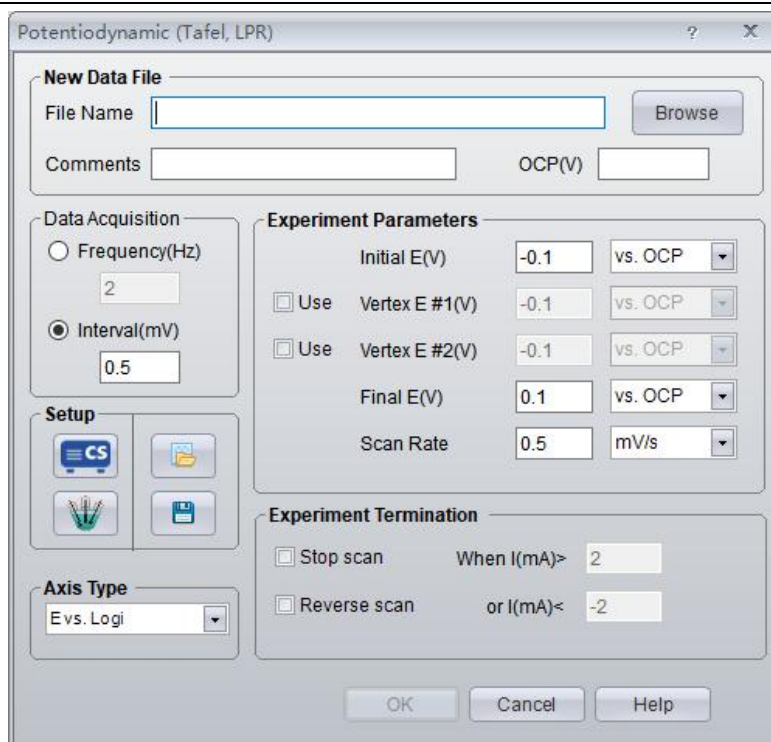 Potentiodynamic (Tafel, LPR) ? X
New Data File
File Name Browse
Comments OCP(V)
Data Acquisition
Frequency(Hz)
2
Interval(mV)
0.5
Setup
CS
Axis Type
E vs. Logi
Experiment Parameters
Initial E(V) -0.1 vs. OCP
Use Vertex E #1(V) -0.1 vs. OCP
Use Vertex E #2(V) -0.1 vs. OCP
Final E(V) 0.1 vs. OCP
Scan Rate 0.5 mV/s
Experiment Termination
Stop scan When I(mA)> 2
Reverse scan or I(mA)< -2
OK Cancel Help